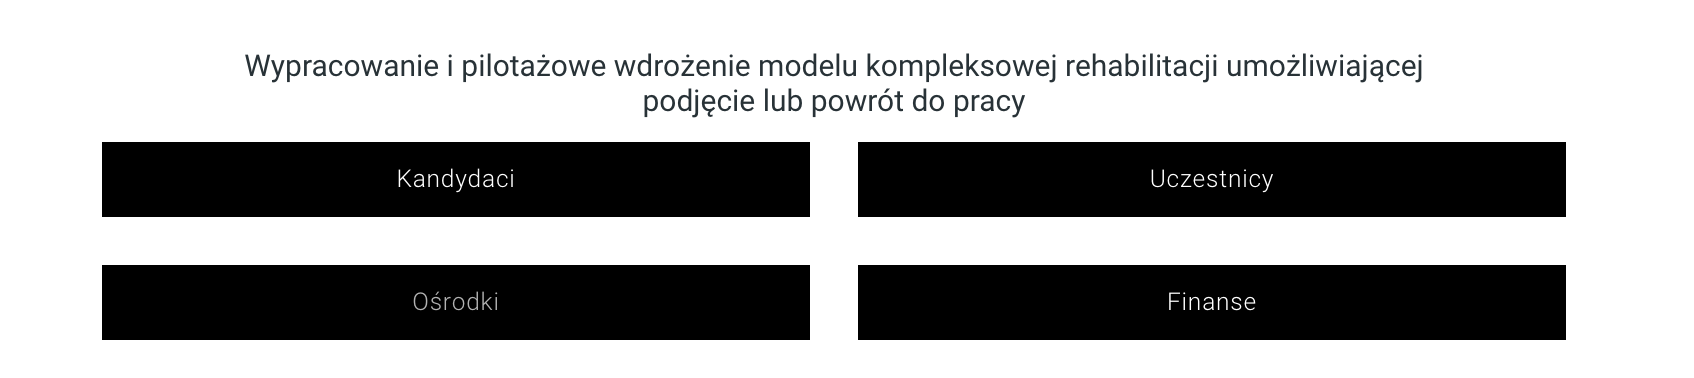 Wypracowanie i pilotażowe wdrożenie modelu kompleksowej rehabilitacji umożliwiającej
podjęcie lub powrót do pracy
Kandydaci
Uczestnicy
Ośrodki
Finanse